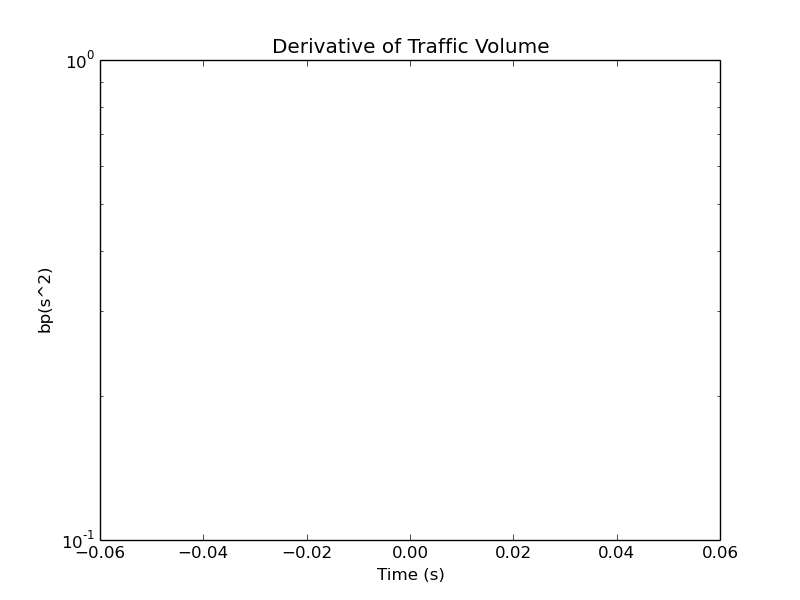 Derivative of Traffic Volume
10^0
bp(s^2)
10^-1
−0.06 −0.04 −0.02 0.00 0.02 0.04 0.06
Time (s)